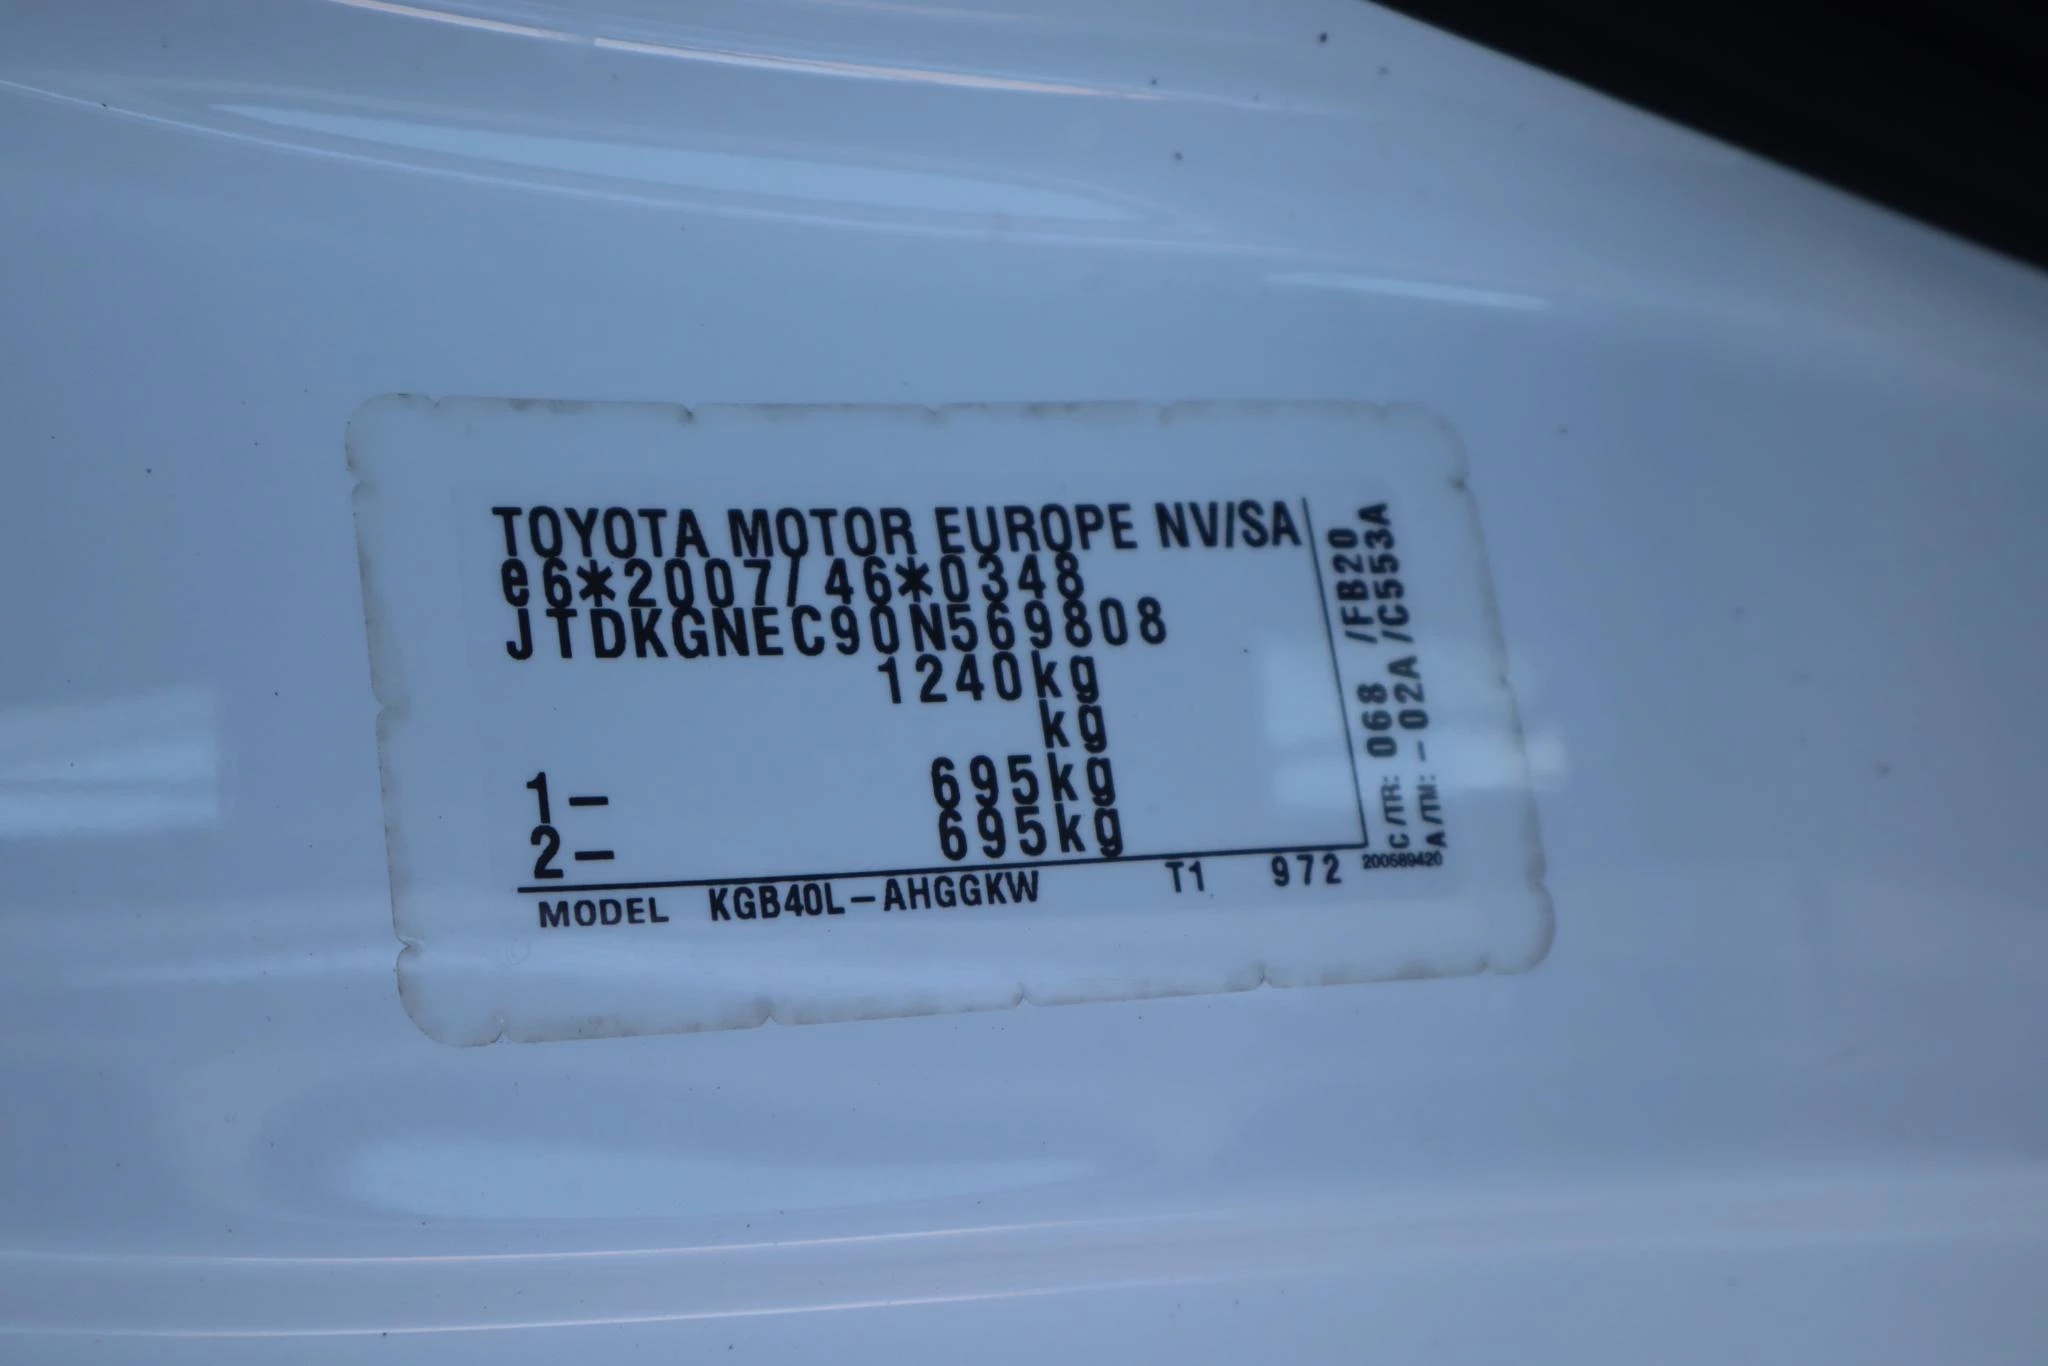 TOYOTA MOTOR EUROPE NV/SA
e6*2007/46*0348
JTDKGNEC90N569808
1240kg
kg
1- 695kg
2- 695kg
MODEL KGB40L-AHGGKW T1 972
C/TR: 068 /FB20
A/TM: -02A /C553A
200589420